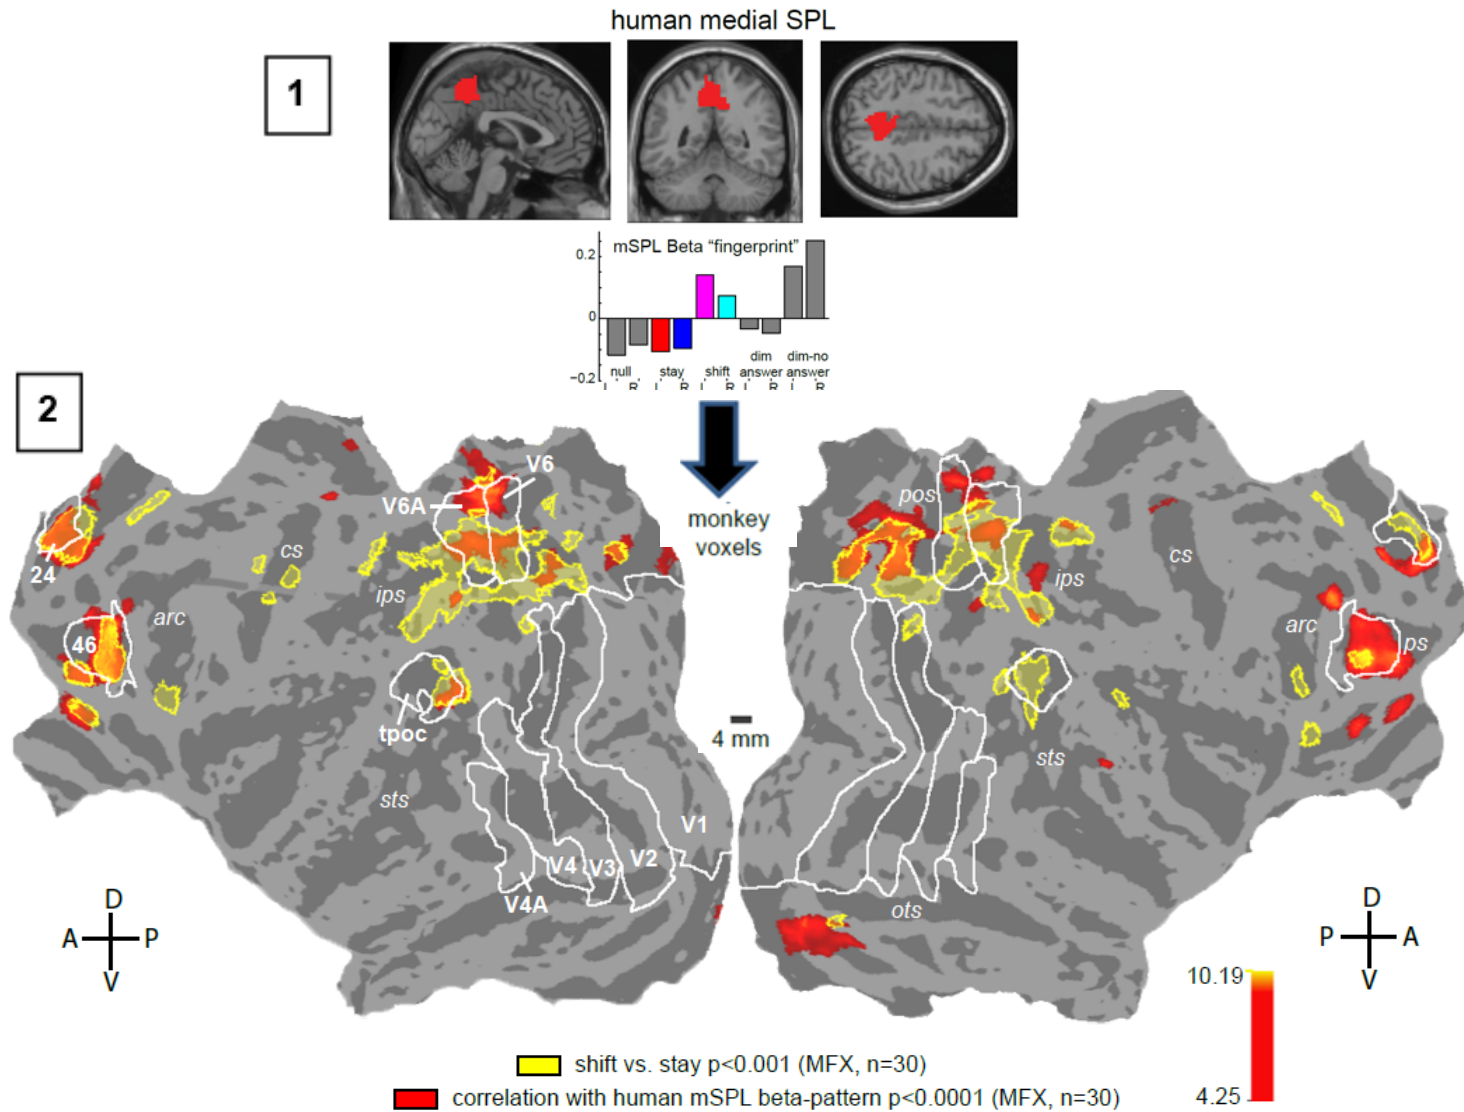 human medial SPL
1
mSPL Beta "fingerprint"
0.2
0
−0.2
null stay shift dim answer dim-no answer
L R L R L R L R L R
2
monkey voxels
V6
V6A
pos
24
cs
ips
ips
cs
arc
46
arc
ps
tpoc
4 mm
sts
sts
V1
V4 V3 V2
V4A
ots
D
A P
V
D
P A
V
10.19
4.25
shift vs. stay p<0.001 (MFX, n=30)
correlation with human mSPL beta-pattern p<0.0001 (MFX, n=30)